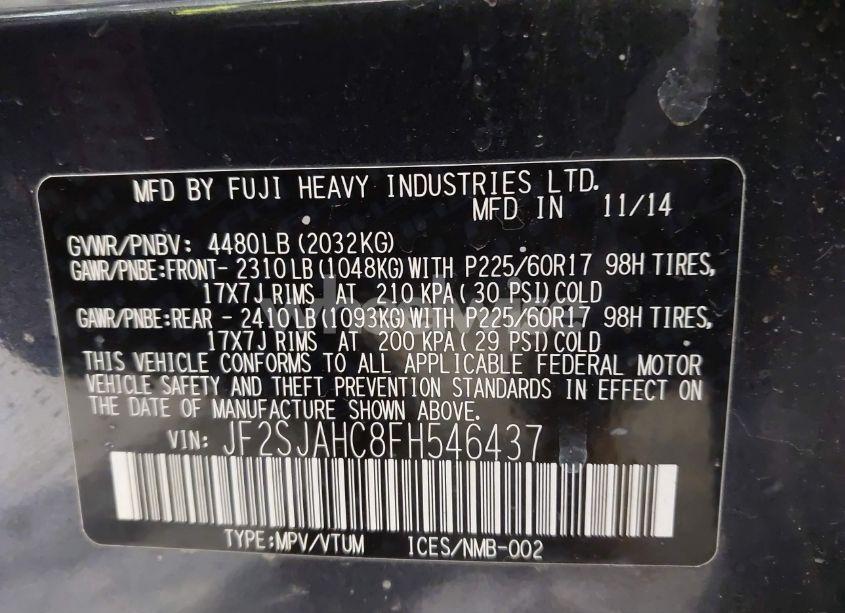 MFD BY FUJI HEAVY INDUSTRIES LTD.
MFD IN 11/14
GVWR/PNBV: 4480LB (2032KG)
GAWR/PNBE:FRONT- 2310LB (1048KG) WITH P225/60R17 98H TIRES,
17X7J RIMS AT 210 KPA ( 30 PSI) COLD
GAWR/PNBE:REAR - 2410LB (1093KG) WITH P225/60R17 98H TIRES,
17X7J RIMS AT 200 KPA ( 29 PSI) COLD
THIS VEHICLE CONFORMS TO ALL APPLICABLE FEDERAL MOTOR
VEHICLE SAFETY AND THEFT PREVENTION STANDARDS IN EFFECT ON
THE DATE OF MANUFACTURE SHOWN ABOVE.
VIN: JF2SJAHC8FH546437
TYPE:MPV/VTUM ICES/NMB-002